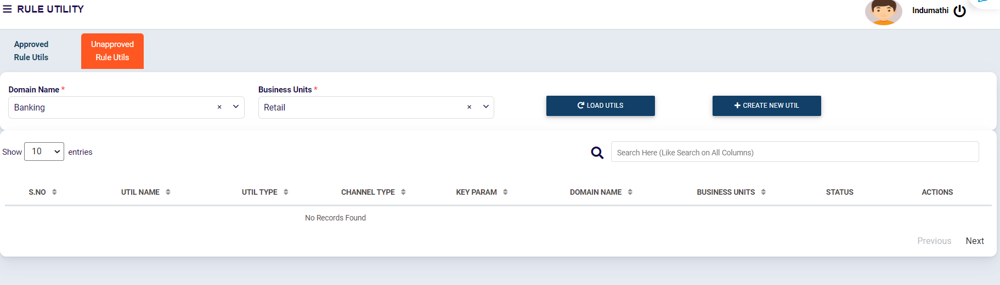 RULE UTILITY
Indumathi
Approved
Rule Utils
Unapproved
Rule Utils
Domain Name *
Business Units *
Banking ×
Retail ×
LOAD UTILS
CREATE NEW UTIL
Show 10 entries
Search Here (Like Search on All Columns)
S.NO UTIL NAME UTIL TYPE CHANNEL TYPE KEY PARAM DOMAIN NAME BUSINESS UNITS STATUS ACTIONS
No Records Found
Previous Next